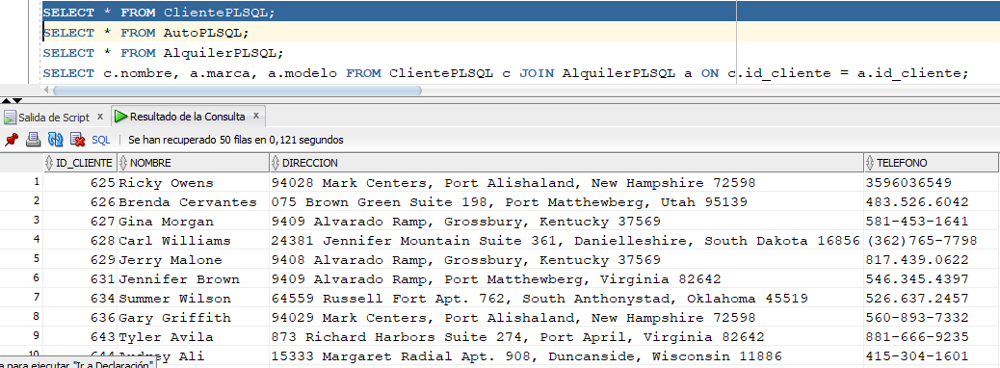 SELECT * FROM ClientePLSQL;
SELECT * FROM AutoPLSQL;
SELECT * FROM AlquilerPLSQL;
SELECT c.nombre, a.marca, a.modelo FROM ClientePLSQL c JOIN AlquilerPLSQL a ON c.id_cliente = a.id_cliente;
Salida de Script x Resultado de la Consulta x
SQL | Se han recuperado 50 filas en 0,121 segundos
ID_CLIENTE NOMBRE DIRECCION TELEFONO
1 625 Ricky Owens 94028 Mark Centers, Port Alishaland, New Hampshire 72598 3596036549
2 626 Brenda Cervantes 075 Brown Green Suite 198, Port Matthewberg, Utah 95139 483.526.6042
3 627 Gina Morgan 9409 Alvarado Ramp, Grossbury, Kentucky 37569 581-453-1641
4 628 Carl Williams 24381 Jennifer Mountain Suite 361, Danielleshire, South Dakota 16856 (362)765-7798
5 629 Jerry Malone 9408 Alvarado Ramp, Grossbury, Kentucky 37569 817.439.0622
6 631 Jennifer Brown 9409 Alvarado Ramp, Port Matthewberg, Virginia 82642 546.345.4397
7 634 Summer Wilson 64559 Russell Fort Apt. 762, South Anthonystad, Oklahoma 45519 526.637.2457
8 636 Gary Griffith 94029 Mark Centers, Port Alishaland, New Hampshire 72598 560-893-7332
9 643 Tyler Avila 873 Richard Harbors Suite 274, Port April, Virginia 82642 881-666-9235
10 644 Audrey Ali 15333 Margaret Radial Apt. 908, Duncanside, Wisconsin 11886 415-304-1601
a para ejecutar "Ir a Declaración"